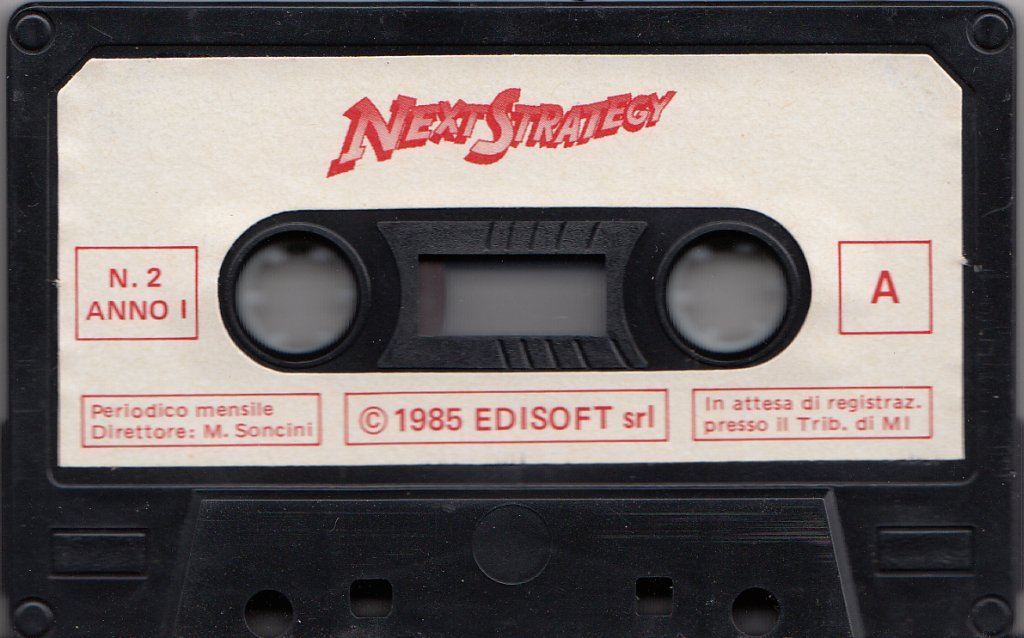 NEXT STRATEGY
N. 2
ANNO I
A
Periodico mensile
Direttore: M. Soncini
© 1985 EDISOFT srl
In attesa di registraz.
presso il Trib. di MI